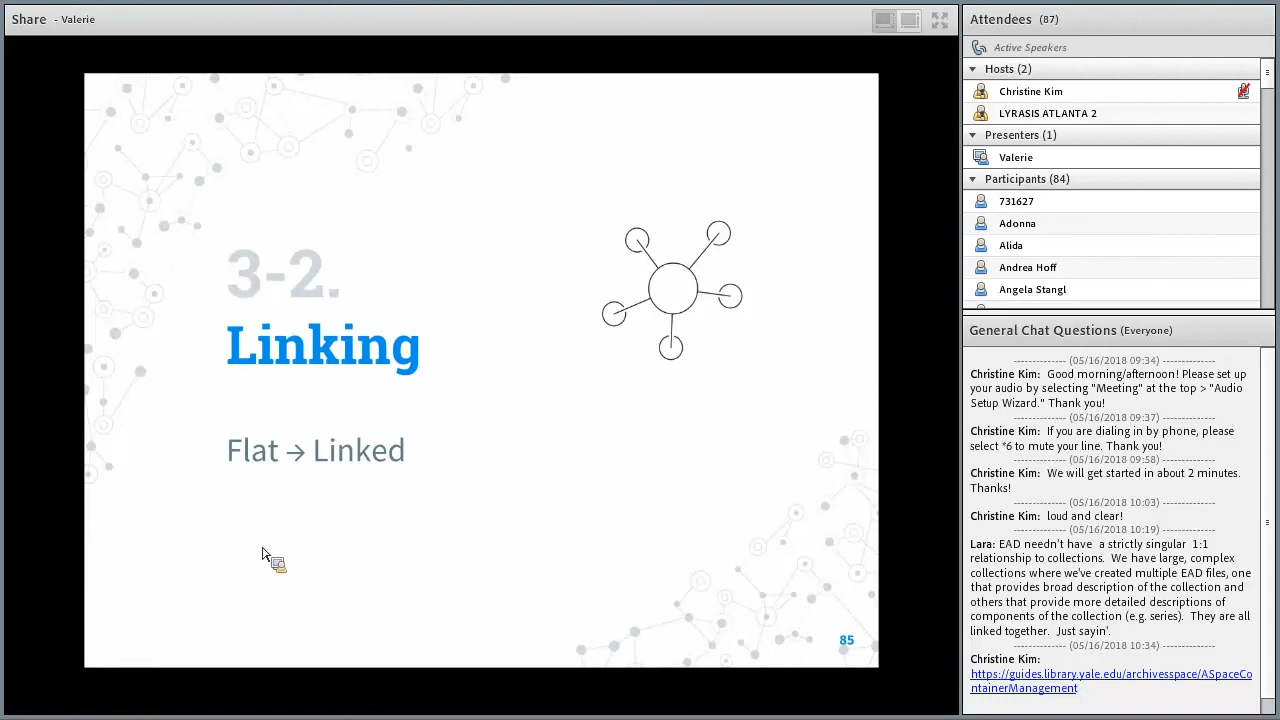 Share - Valerie
3-2.
Linking
Flat → Linked
85
Attendees (87)
Active Speakers
Hosts (2)
Christine Kim
LYRASIS ATLANTA 2
Presenters (1)
Valerie
Participants (84)
731627
Adonna
Alida
Andrea Hoff
Angela Stangl
General Chat Questions (Everyone)
------------- (05/16/2018 09:34) -------------
Christine Kim: Good morning/afternoon! Please set up
your audio by selecting "Meeting" at the top > "Audio
Setup Wizard." Thank you!
------------- (05/16/2018 09:37) -------------
Christine Kim: If you are dialing in by phone, please
select *6 to mute your line. Thank you!
------------- (05/16/2018 09:58) -------------
Christine Kim: We will get started in about 2 minutes.
Thanks!
------------- (05/16/2018 10:03) -------------
Christine Kim: loud and clear!
------------- (05/16/2018 10:19) -------------
Lara: EAD needn't have a strictly singular 1:1
relationship to collections. We have large, complex
collections where we've created multiple EAD files, one
that provides broad description of the collection and
others that provide more detailed descriptions of
components of the collection (e.g. series). They are all
linked together. Just sayin'.
------------- (05/16/2018 10:34) -------------
Christine Kim:
https://guides.library.yale.edu/archivesspace/ASpaceCo
ntainerManagement